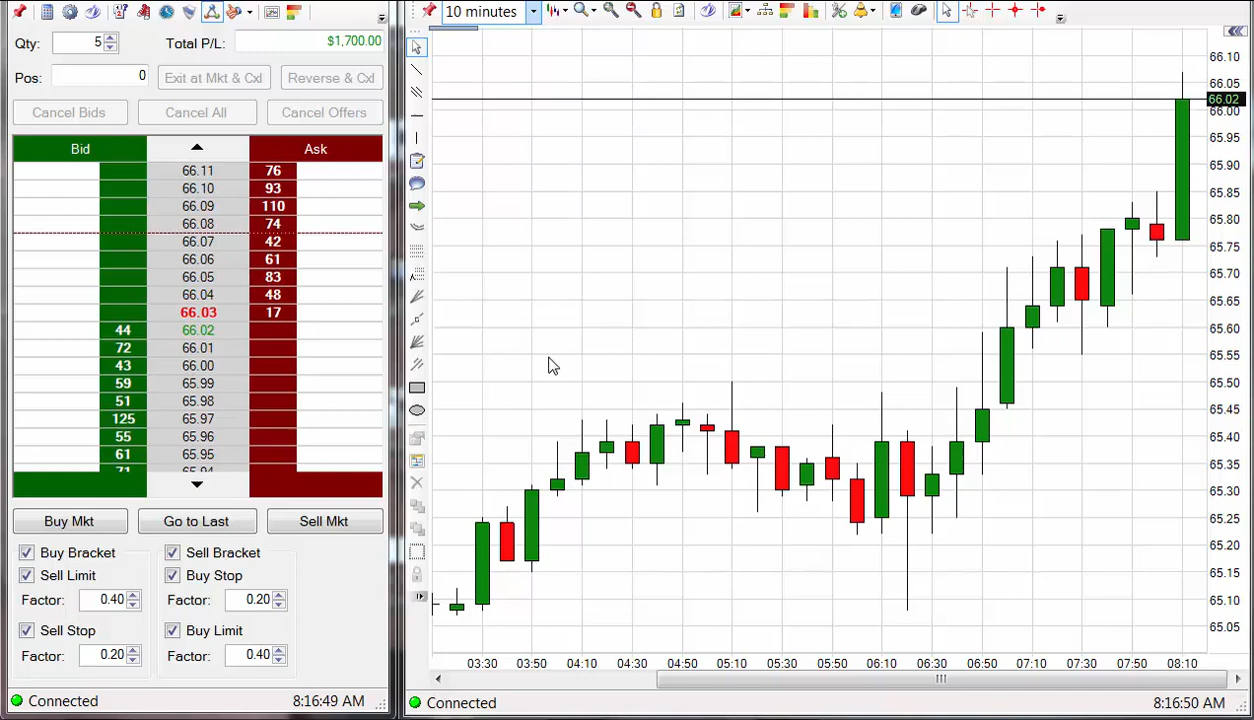 10 minutes
Qty: 5 Total P/L: $1,700.00
Pos: 0 Exit at Mkt & Cxl Reverse & Cxl
Cancel Bids Cancel All Cancel Offers
Bid Ask
66.11 76
66.10 93
66.09 110
66.08 74
66.07 42
66.06 61
66.05 83
66.04 48
66.03 17
44 66.02
72 66.01
43 66.00
59 65.99
51 65.98
125 65.97
55 65.96
61 65.95
71 65.94
Buy Mkt Go to Last Sell Mkt
Buy Bracket Sell Bracket
Sell Limit Buy Stop
Factor: 0.40 Factor: 0.20
Sell Stop Buy Limit
Factor: 0.20 Factor: 0.40
Connected 8:16:49 AM
66.10
66.05
66.02
66.00
65.95
65.90
65.85
65.80
65.75
65.70
65.65
65.60
65.55
65.50
65.45
65.40
65.35
65.30
65.25
65.20
65.15
65.10
65.05
03:30 03:50 04:10 04:30 04:50 05:10 05:30 05:50 06:10 06:30 06:50 07:10 07:30 07:50 08:10
Connected 8:16:50 AM